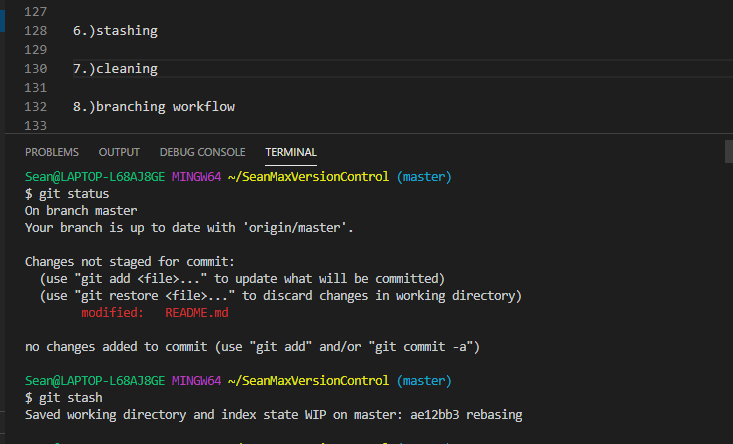 127
128 6.)stashing
129
130 7.)cleaning
131
132 8.)branching workflow
133
PROBLEMS OUTPUT DEBUG CONSOLE TERMINAL
Sean@LAPTOP-L68AJ8GE MINGW64 ~/SeanMaxVersionControl (master)
$ git status
On branch master
Your branch is up to date with 'origin/master'.
Changes not staged for commit:
(use "git add <file>..." to update what will be committed)
(use "git restore <file>..." to discard changes in working directory)
modified: README.md
no changes added to commit (use "git add" and/or "git commit -a")
Sean@LAPTOP-L68AJ8GE MINGW64 ~/SeanMaxVersionControl (master)
$ git stash
Saved working directory and index state WIP on master: ae12bb3 rebasing